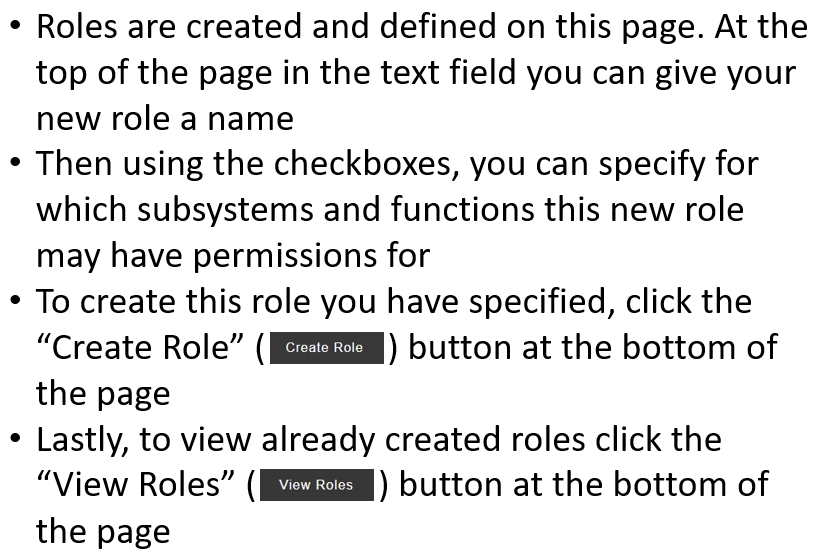 • Roles are created and defined on this page. At the
top of the page in the text field you can give your
new role a name
• Then using the checkboxes, you can specify for
which subsystems and functions this new role
may have permissions for
• To create this role you have specified, click the
“Create Role” ( Create Role ) button at the bottom of
the page
• Lastly, to view already created roles click the
“View Roles” ( View Roles ) button at the bottom of
the page